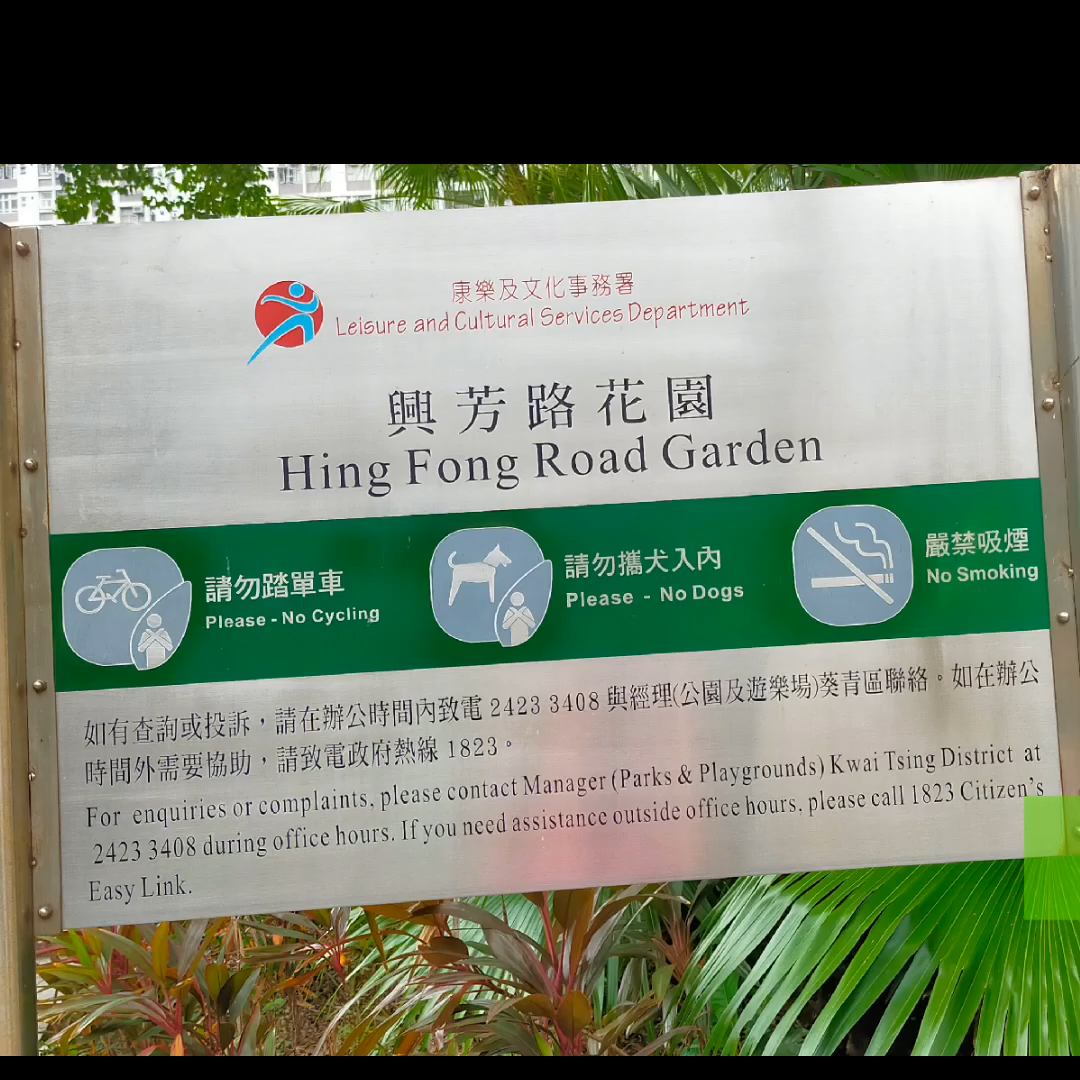 康樂及文化事務署
Leisure and Cultural Services Department
興芳路花園
Hing Fong Road Garden
請勿踏單車
Please - No Cycling
請勿攜犬入內
Please - No Dogs
嚴禁吸煙
No Smoking
如有查詢或投訴，請在辦公時間內致電 2423 3408 與經理(公園及遊樂場)葵青區聯絡。如在辦公
時間外需要協助，請致電政府熱線 1823。
For enquiries or complaints, please contact Manager (Parks & Playgrounds) Kwai Tsing District at
2423 3408 during office hours. If you need assistance outside office hours, please call 1823 Citizen's
Easy Link.